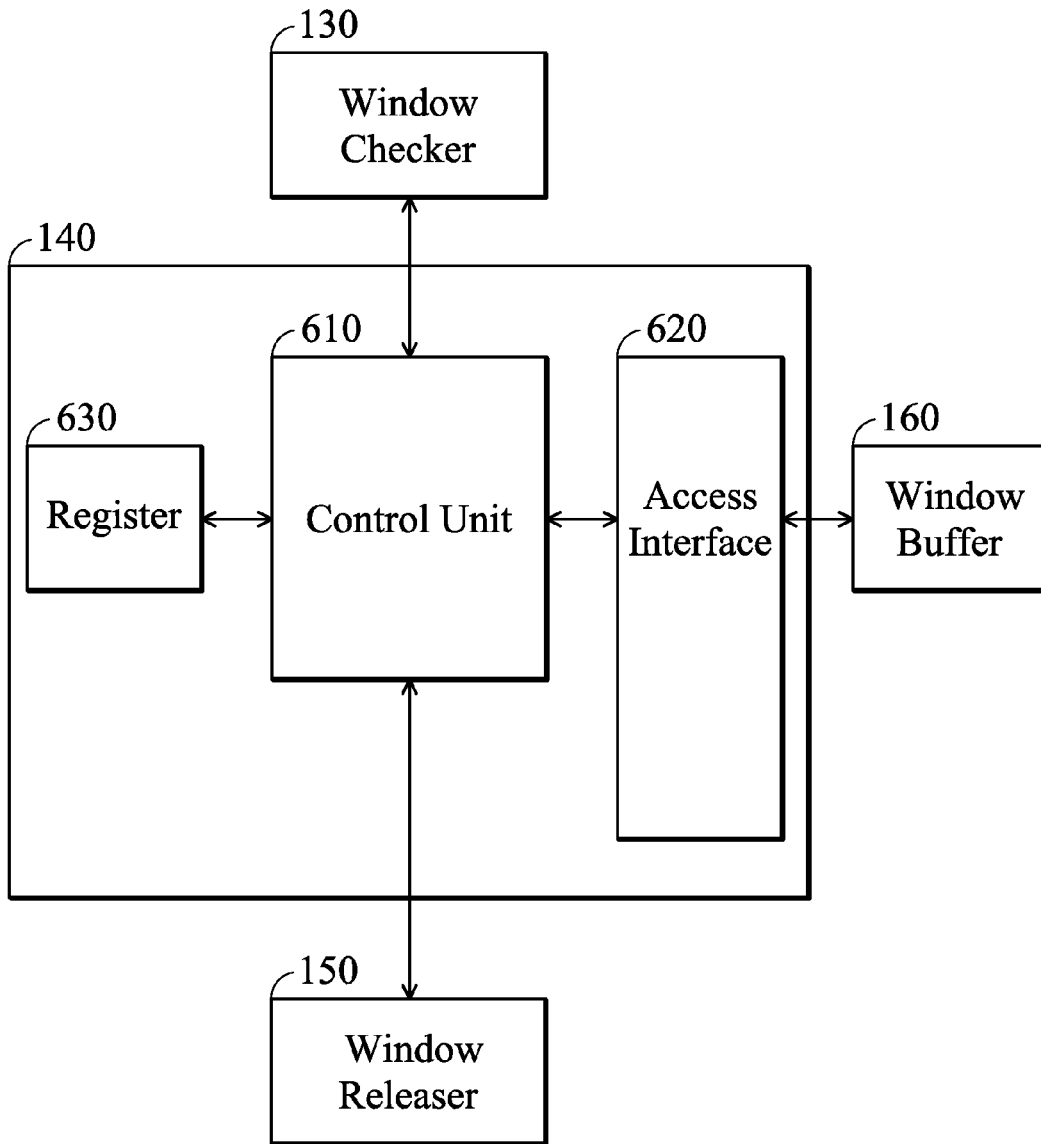 130
Window
Checker
140
610
620
630
160
Register
Control Unit
Access
Interface
Window
Buffer
150
Window
Releaser